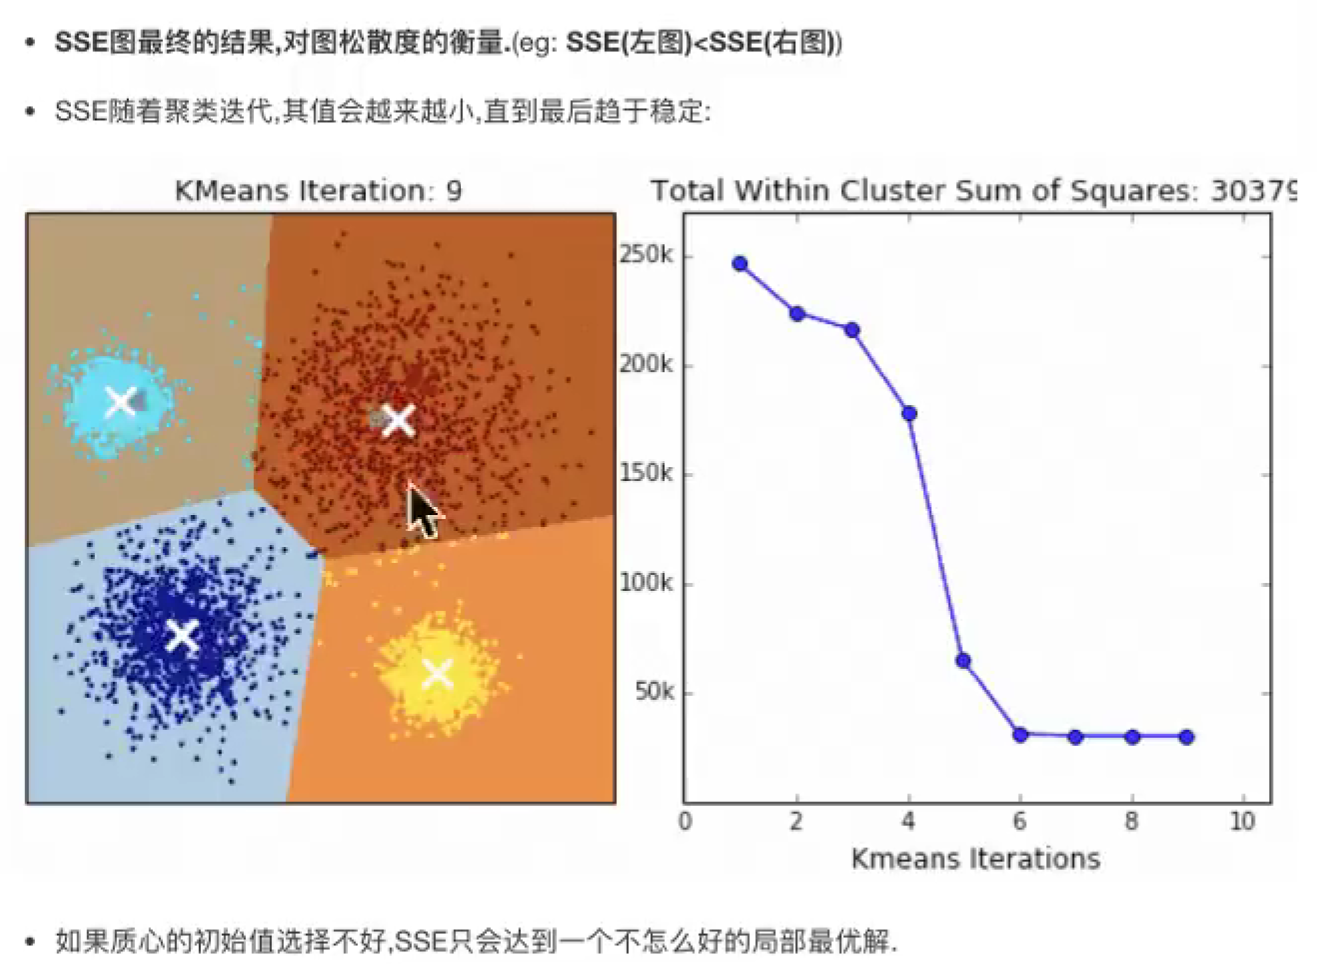 • SSE图最终的结果,对图松散度的衡量.(eg: SSE(左图)<SSE(右图))
• SSE随着聚类迭代,其值会越来越小,直到最后趋于稳定:
KMeans Iteration: 9
Total Within Cluster Sum of Squares: 30379
250k
200k
150k
100k
50k
0 2 4 6 8 10
Kmeans Iterations
• 如果质心的初始值选择不好,SSE只会达到一个不怎么好的局部最优解.